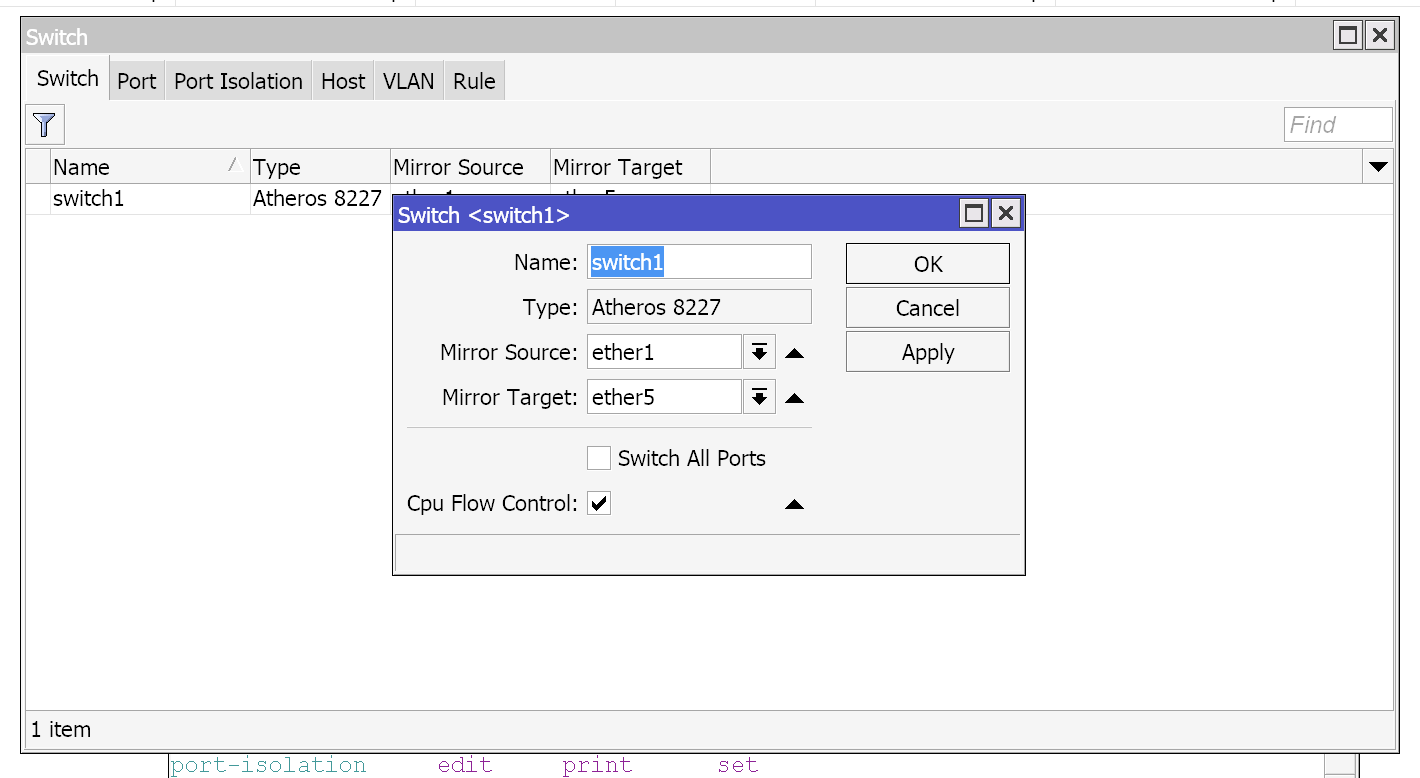 Switch
Switch Port Port Isolation Host VLAN Rule
Find
Name Type Mirror Source Mirror Target
switch1 Atheros 8227
Switch <switch1>
Name: switch1 OK
Type: Atheros 8227 Cancel
Mirror Source: ether1 Apply
Mirror Target: ether5
Switch All Ports
Cpu Flow Control:
1 item
port-isolation edit print set